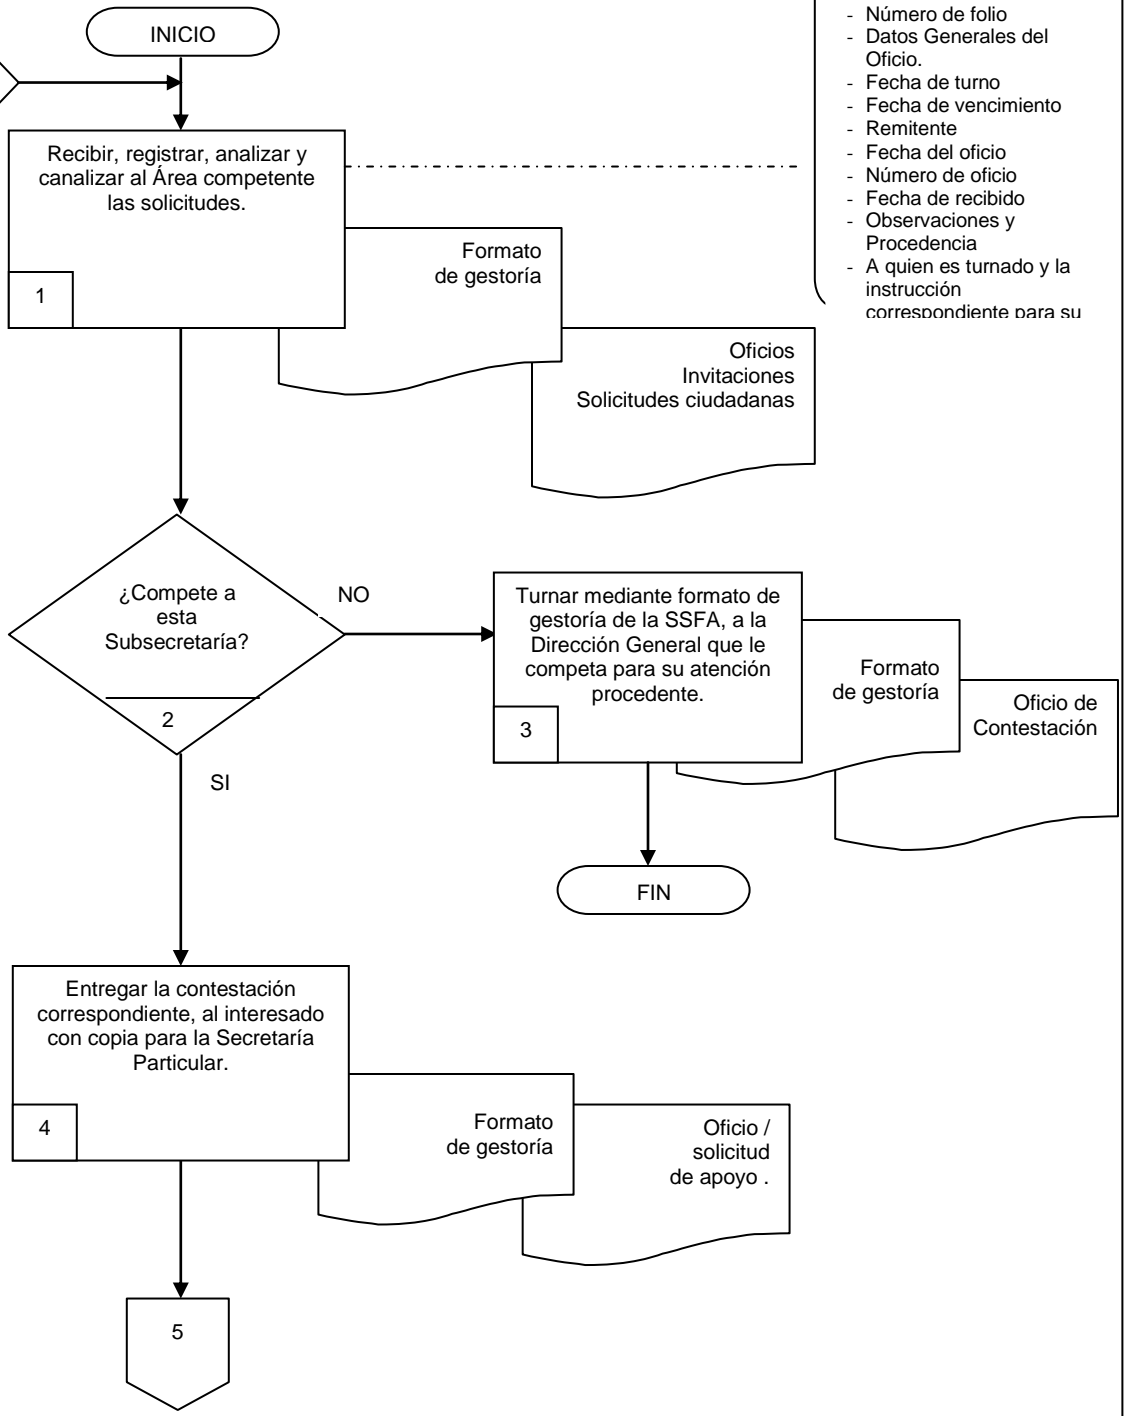 INICIO
- Número de folio
- Datos Generales del
Oficio.
- Fecha de turno
- Fecha de vencimiento
- Remitente
- Fecha del oficio
- Número de oficio
- Fecha de recibido
- Observaciones y
Procedencia
- A quien es turnado y la
instrucción
correspondiente para su
Recibir, registrar, analizar y
canalizar al Área competente
las solicitudes.
1
Formato
de gestoría
Oficios
Invitaciones
Solicitudes ciudadanas
¿Compete a
esta
Subsecretaría?
2
NO
SI
Turnar mediante formato de
gestoría de la SSFA, a la
Dirección General que le
competa para su atención
procedente.
3
Formato
de gestoría
Oficio de
Contestación
FIN
Entregar la contestación
correspondiente, al interesado
con copia para la Secretaría
Particular.
4
Formato
de gestoría
Oficio /
solicitud
de apoyo .
5